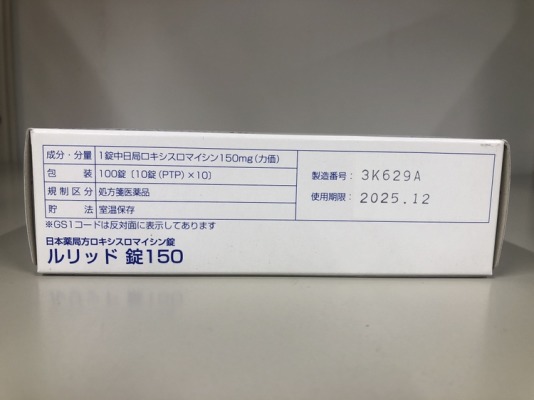 成分・分量 1錠中日局ロキシスロマイシン150mg(力価)
包装 100錠[10錠(PTP)×10]
規制区分 処方箋医薬品
貯法 室温保存
製造番号: 3K629A
使用期限: 2025.12
※GS1コードは反対面に表示してあります
日本薬局方ロキシスロマイシン錠
ルリッド 錠150